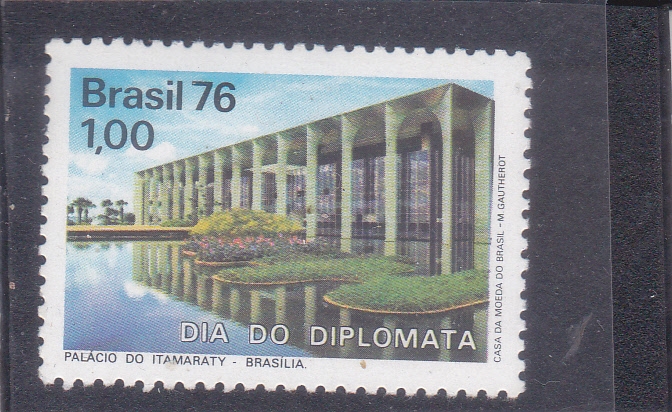 Brasil 76
1,00
CASA DA MOEDA DO BRASIL - M. GAUTHEROT
DIA DO DIPLOMATA
PALÁCIO DO ITAMARATY - BRASÍLIA.